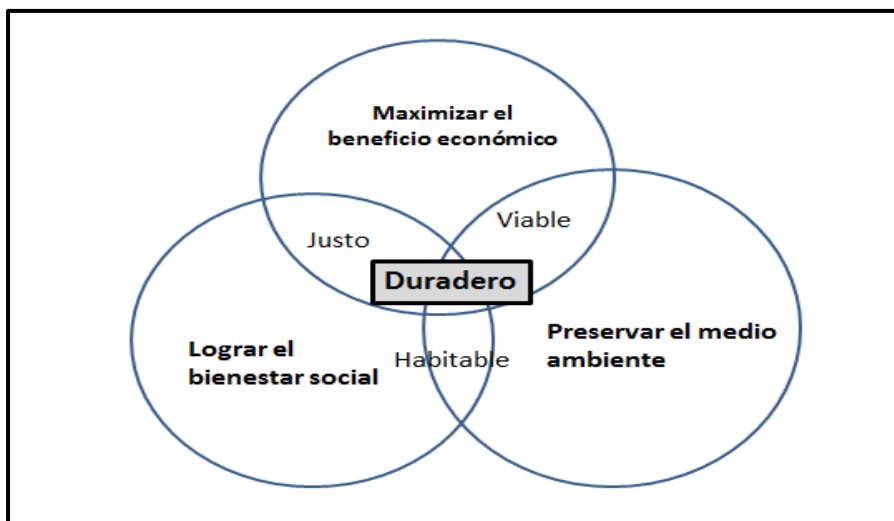 Maximizar el
beneficio económico
Viable
Justo
Duradero
Preservar el medio
ambiente
Lograr el
bienestar social
Habitable